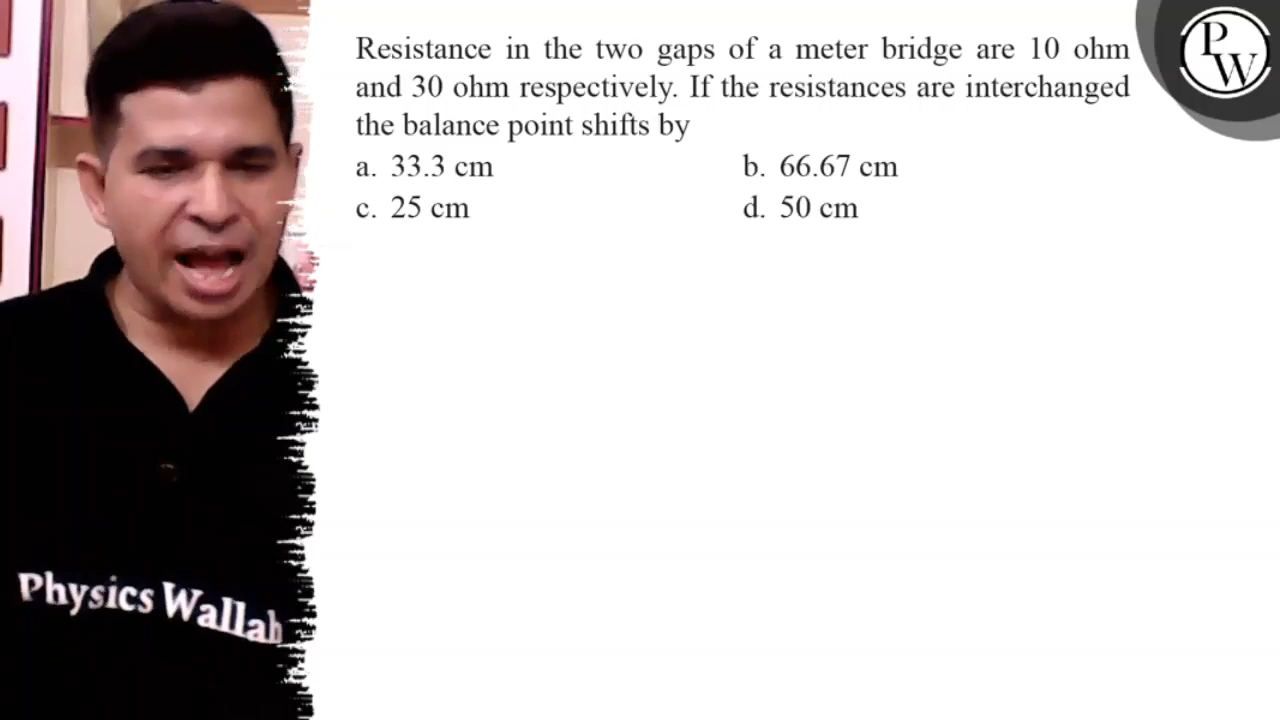 Resistance in the two gaps of a meter bridge are 10 ohm
and 30 ohm respectively. If the resistances are interchanged
the balance point shifts by
a. 33.3 cm b. 66.67 cm
c. 25 cm d. 50 cm
PW
Physics Wallah